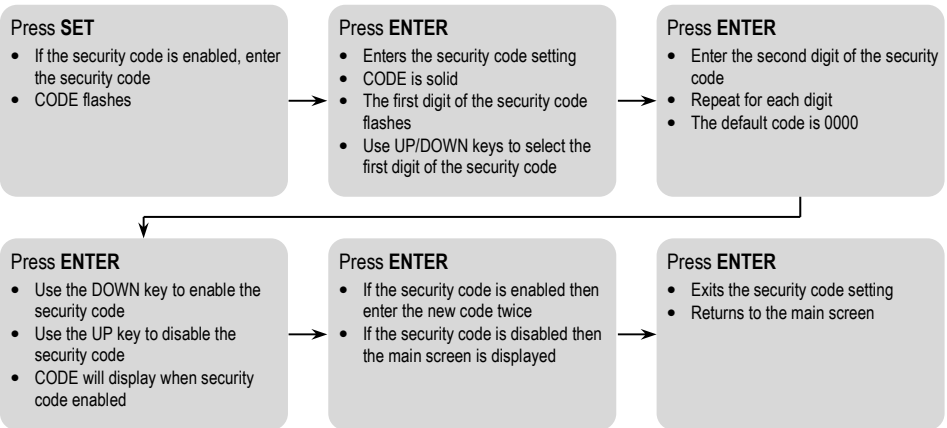 Press SET
• If the security code is enabled, enter
the security code
• CODE flashes
Press ENTER
• Enters the security code setting
• CODE is solid
• The first digit of the security code
flashes
• Use UP/DOWN keys to select the
first digit of the security code
Press ENTER
• Enter the second digit of the security
code
• Repeat for each digit
• The default code is 0000
Press ENTER
• Use the DOWN key to enable the
security code
• Use the UP key to disable the
security code
• CODE will display when security
code enabled
Press ENTER
• If the security code is enabled then
enter the new code twice
• If the security code is disabled then
the main screen is displayed
Press ENTER
• Exits the security code setting
• Returns to the main screen